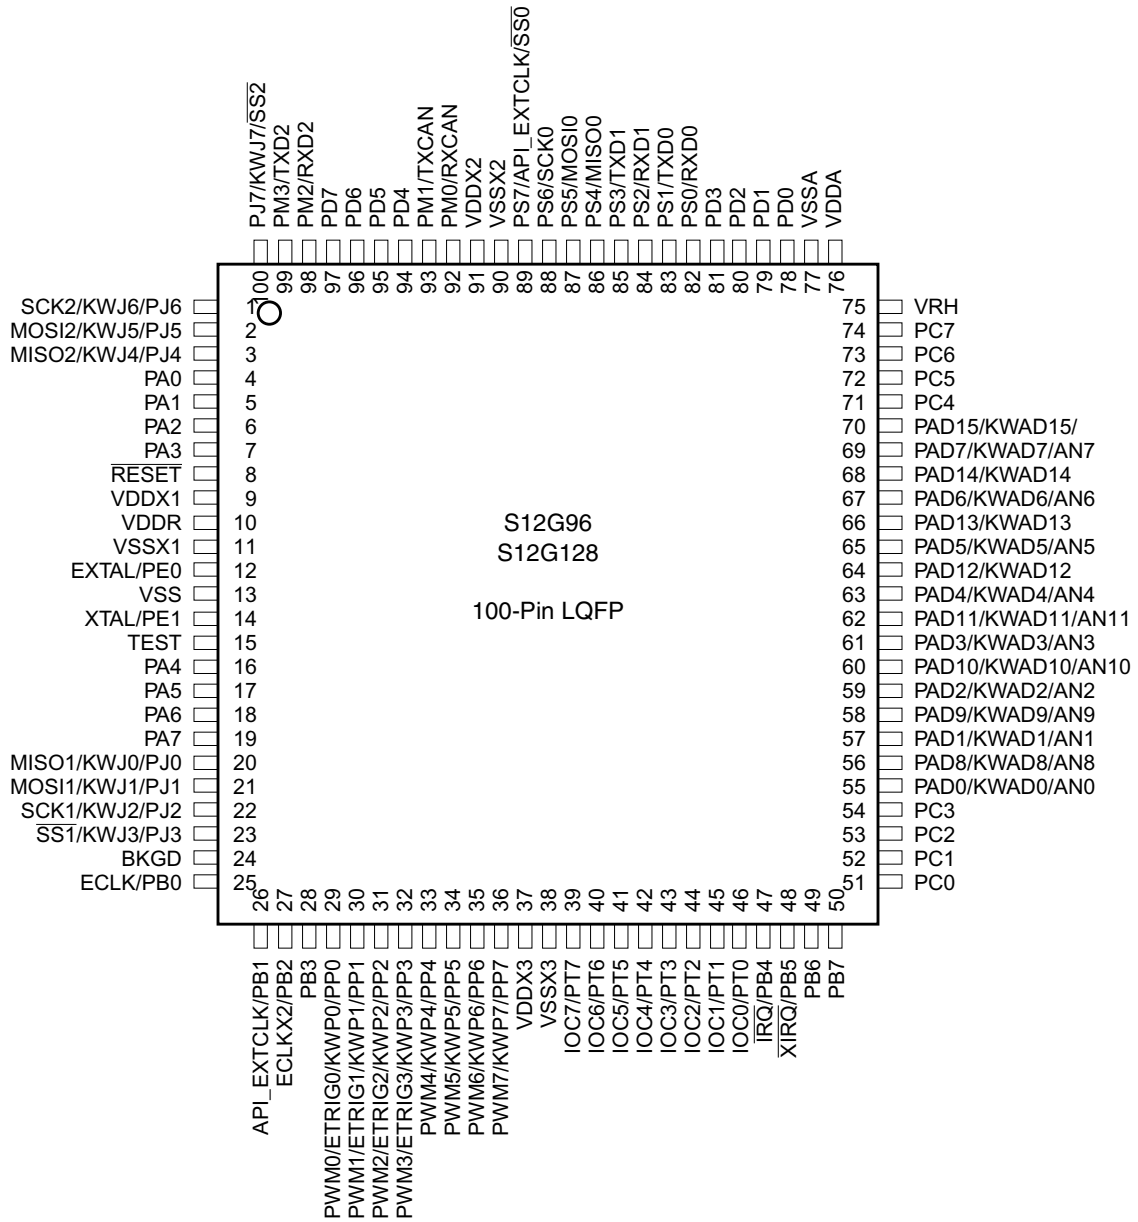 PJ7/KWJ7/SS2
PM3/TXD2
PM2/RXD2
PD7
PD6
PD5
PD4
PM1/TXCAN
PM0/RXCAN
VDDX2
VSSX2
PS7/API_EXTCLK/SS0
PS6/SCK0
PS5/MOSI0
PS4/MISO0
PS3/TXD1
PS2/RXD1
PS1/TXD0
PS0/RXD0
PD3
PD2
PD1
PD0
VSSA
VDDA
100
99
98
97
96
95
94
93
92
91
90
89
88
87
86
85
84
83
82
81
80
79
78
77
76
SCK2/KWJ6/PJ6 1
MOSI2/KWJ5/PJ5 2
MISO2/KWJ4/PJ4 3
PA0 4
PA1 5
PA2 6
PA3 7
RESET 8
VDDX1 9
VDDR 10
VSSX1 11
EXTAL/PE0 12
VSS 13
XTAL/PE1 14
TEST 15
PA4 16
PA5 17
PA6 18
PA7 19
MISO1/KWJ0/PJ0 20
MOSI1/KWJ1/PJ1 21
SCK1/KWJ2/PJ2 22
SS1/KWJ3/PJ3 23
BKGD 24
ECLK/PB0 25
S12G96
S12G128
100-Pin LQFP
75 VRH
74 PC7
73 PC6
72 PC5
71 PC4
70 PAD15/KWAD15/
69 PAD7/KWAD7/AN7
68 PAD14/KWAD14
67 PAD6/KWAD6/AN6
66 PAD13/KWAD13
65 PAD5/KWAD5/AN5
64 PAD12/KWAD12
63 PAD4/KWAD4/AN4
62 PAD11/KWAD11/AN11
61 PAD3/KWAD3/AN3
60 PAD10/KWAD10/AN10
59 PAD2/KWAD2/AN2
58 PAD9/KWAD9/AN9
57 PAD1/KWAD1/AN1
56 PAD8/KWAD8/AN8
55 PAD0/KWAD0/AN0
54 PC3
53 PC2
52 PC1
51 PC0
26
27
28
29
30
31
32
33
34
35
36
37
38
39
40
41
42
43
44
45
46
47
48
49
50
API_EXTCLK/PB1
ECLKX2/PB2
PB3
PWM0/ETRIG0/KWP0/PP0
PWM1/ETRIG1/KWP1/PP1
PWM2/ETRIG2/KWP2/PP2
PWM3/ETRIG3/KWP3/PP3
PWM4/KWP4/PP4
PWM5/KWP5/PP5
PWM6/KWP6/PP6
PWM7/KWP7/PP7
VDDX3
VSSX3
IOC7/PT7
IOC6/PT6
IOC5/PT5
IOC4/PT4
IOC3/PT3
IOC2/PT2
IOC1/PT1
IOC0/PT0
IRQ/PB4
XIRQ/PB5
PB6
PB7